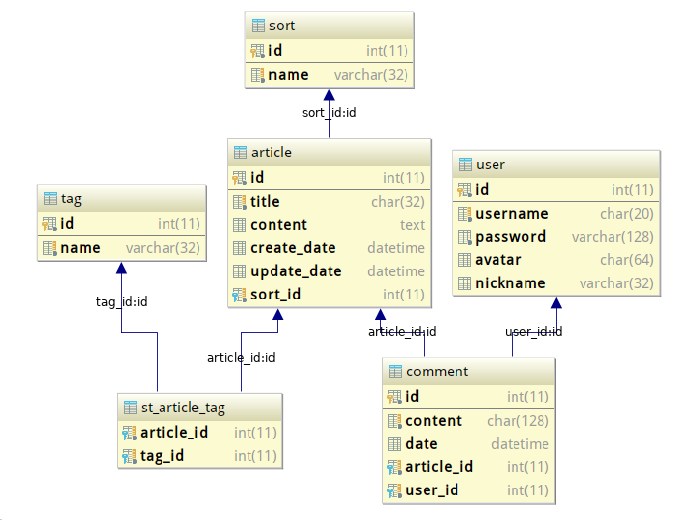 sort
id int(11)
name varchar(32)
sort_id:id
article
id int(11)
title char(32)
content text
create_date datetime
update_date datetime
sort_id int(11)
user
id int(11)
username char(20)
password varchar(128)
avatar char(64)
nickname varchar(32)
tag
id int(11)
name varchar(32)
tag_id:id
article_id:id
article_id:id
user_id:id
st_article_tag
article_id int(11)
tag_id int(11)
comment
id int(11)
content char(128)
date datetime
article_id int(11)
user_id int(11)